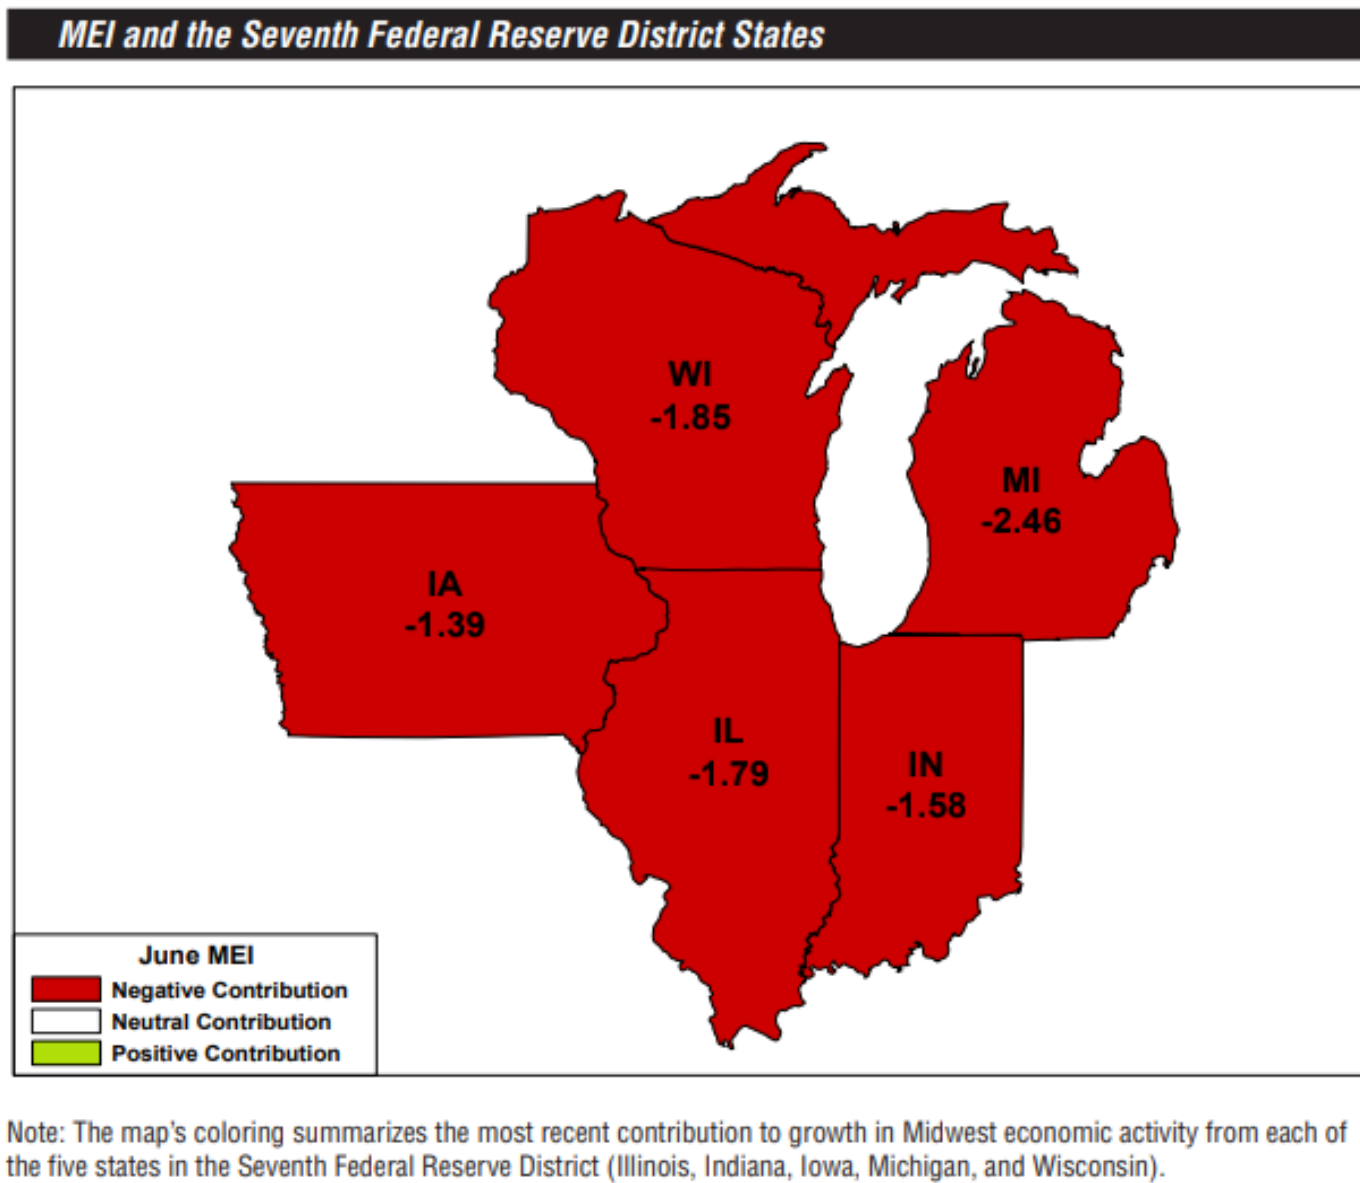 MEI and the Seventh Federal Reserve District States
WI
-1.85
MI
-2.46
IA
-1.39
IL
-1.79
IN
-1.58
June MEI
Negative Contribution
Neutral Contribution
Positive Contribution
Note: The map's coloring summarizes the most recent contribution to growth in Midwest economic activity from each of
the five states in the Seventh Federal Reserve District (Illinois, Indiana, Iowa, Michigan, and Wisconsin).